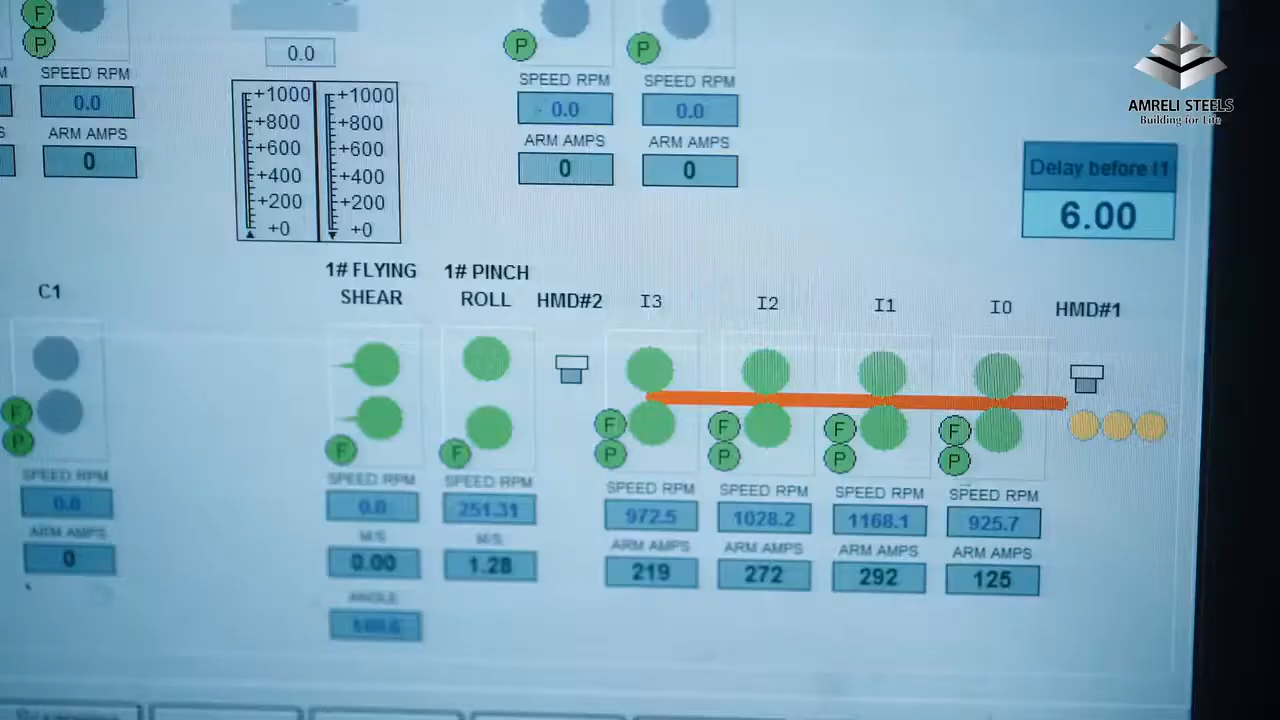 F
P
SPEED RPM
0.0
ARM AMPS
0
0.0
+1000 +1000
+800 +800
+600 +600
+400 +400
+200 +200
+0 +0
P P
SPEED RPM SPEED RPM
0.0 0.0
ARM AMPS ARM AMPS
0 0
AMRELI STEELS
Building for Life
Delay before I1
6.00
C1
1# FLYING
SHEAR
1# PINCH
ROLL
HMD#2
I3
I2
I1
I0
HMD#1
F
P
F
F
F F F F
P P P P
SPEED RPM SPEED RPM SPEED RPM SPEED RPM SPEED RPM SPEED RPM SPEED RPM
0.0 0.0 251.31 972.5 1028.2 1168.1 925.7
ARM AMPS M/S M/S ARM AMPS ARM AMPS ARM AMPS ARM AMPS
0 0.00 1.28 219 272 292 125
ANGLE